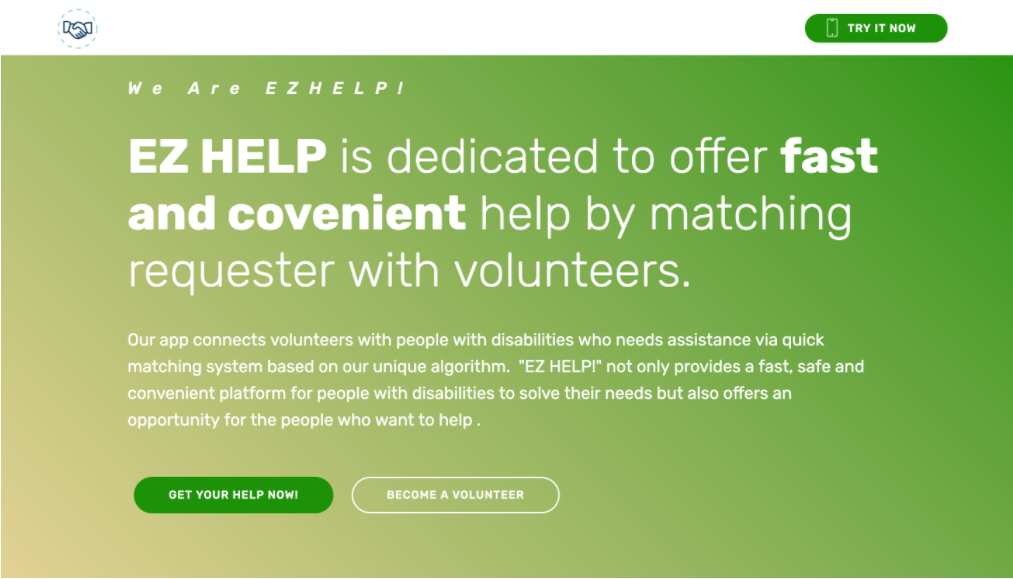 TRY IT NOW
We Are EZHELP!
EZ HELP is dedicated to offer fast
and covenient help by matching
requester with volunteers.
Our app connects volunteers with people with disabilities who needs assistance via quick
matching system based on our unique algorithm. "EZ HELP!" not only provides a fast, safe and
convenient platform for people with disabilities to solve their needs but also offers an
opportunity for the people who want to help .
GET YOUR HELP NOW!
BECOME A VOLUNTEER